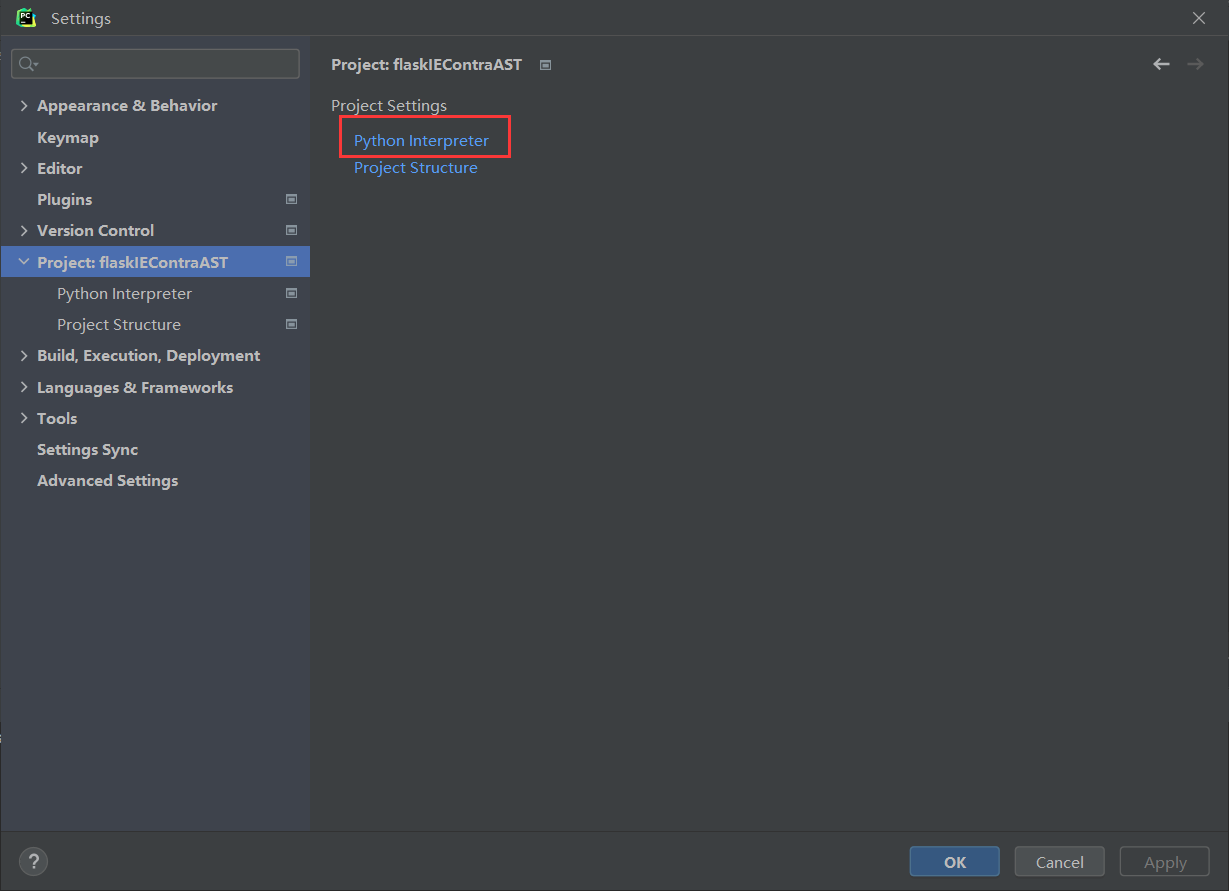 PC
Settings
Project: flaskIEContraAST
Project Settings
Python Interpreter
Project Structure
Appearance & Behavior
Keymap
Editor
Plugins
Version Control
Project: flaskIEContraAST
Python Interpreter
Project Structure
Build, Execution, Deployment
Languages & Frameworks
Tools
Settings Sync
Advanced Settings
?
OK
Cancel
Apply